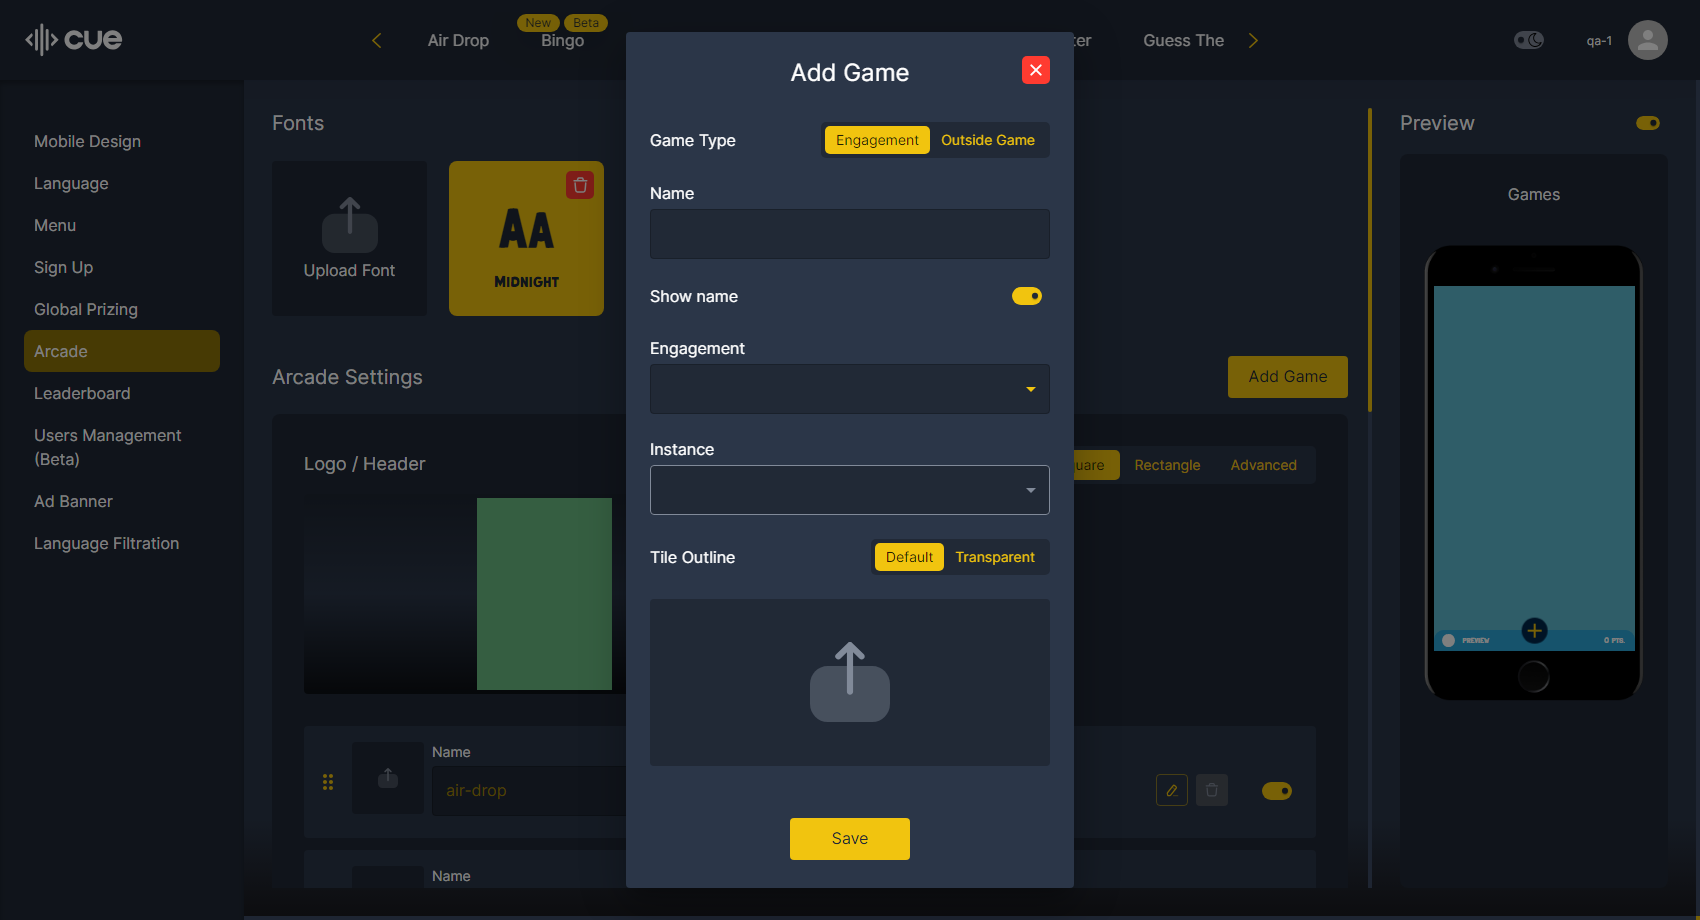 cue
Air Drop
New
Beta
Bingo
Guess The
qa-1
Mobile Design
Language
Menu
Sign Up
Global Prizing
Arcade
Leaderboard
Users Management
(Beta)
Ad Banner
Language Filtration
Fonts
Upload Font
AA
MIDNIGHT
Arcade Settings
Add Game
Logo / Header
Rectangle
Advanced
Name
air-drop
Name
Add Game
Game Type
Engagement
Outside Game
Name
Show name
Engagement
Instance
Tile Outline
Default
Transparent
Save
Preview
Games
PREVIEW
0 PTS.